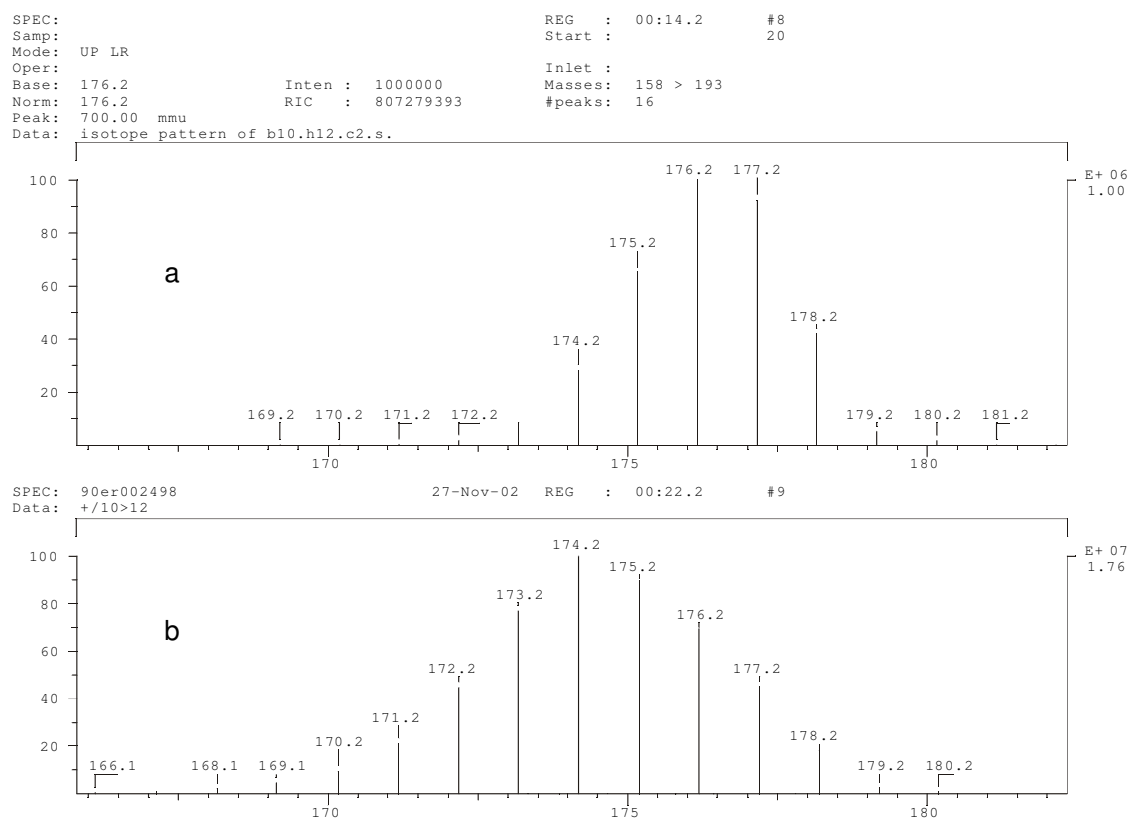 SPEC: REG : 00:14.2 #8
Samp: Start : 20
Mode: UP LR
Oper: Inlet :
Base: 176.2 Inten : 1000000 Masses: 158 > 193
Norm: 176.2 RIC : 807279393 #peaks: 16
Peak: 700.00 mmu
Data: isotope pattern of b10.h12.c2.s.
176.2 177.2
100 E+06
1.00
80
175.2
a
60
178.2
40
174.2
20
169.2 170.2 171.2 172.2 179.2 180.2 181.2
170 175 180
SPEC: 90er002498 27-Nov-02 REG : 00:22.2 #9
Data: +/10>12
174.2
100 E+07
1.76
175.2
173.2
80
176.2
b
60
172.2 177.2
40
171.2
170.2 178.2
20
166.1 168.1 169.1 179.2 180.2
170 175 180